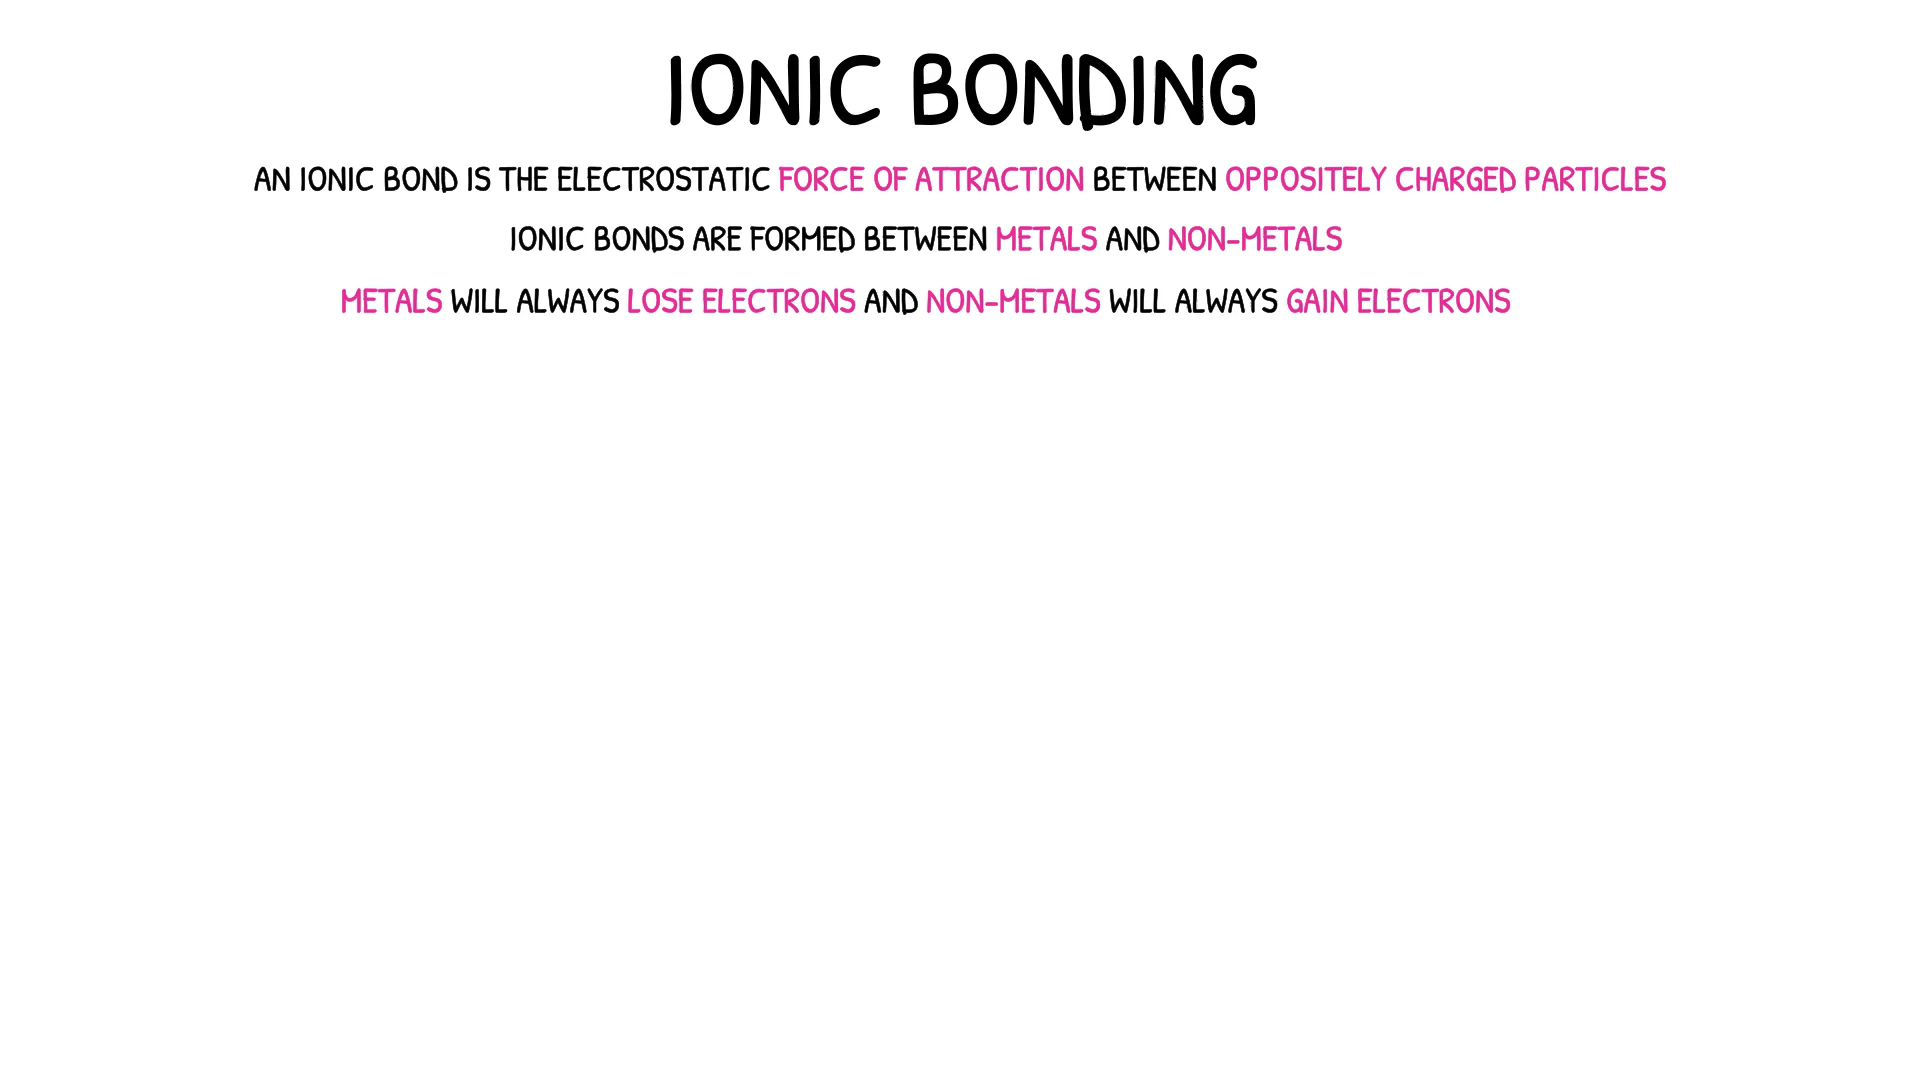 IONIC BONDING
AN IONIC BOND IS THE ELECTROSTATIC FORCE OF ATTRACTION BETWEEN OPPOSITELY CHARGED PARTICLES
IONIC BONDS ARE FORMED BETWEEN METALS AND NON-METALS
METALS WILL ALWAYS LOSE ELECTRONS AND NON-METALS WILL ALWAYS GAIN ELECTRONS